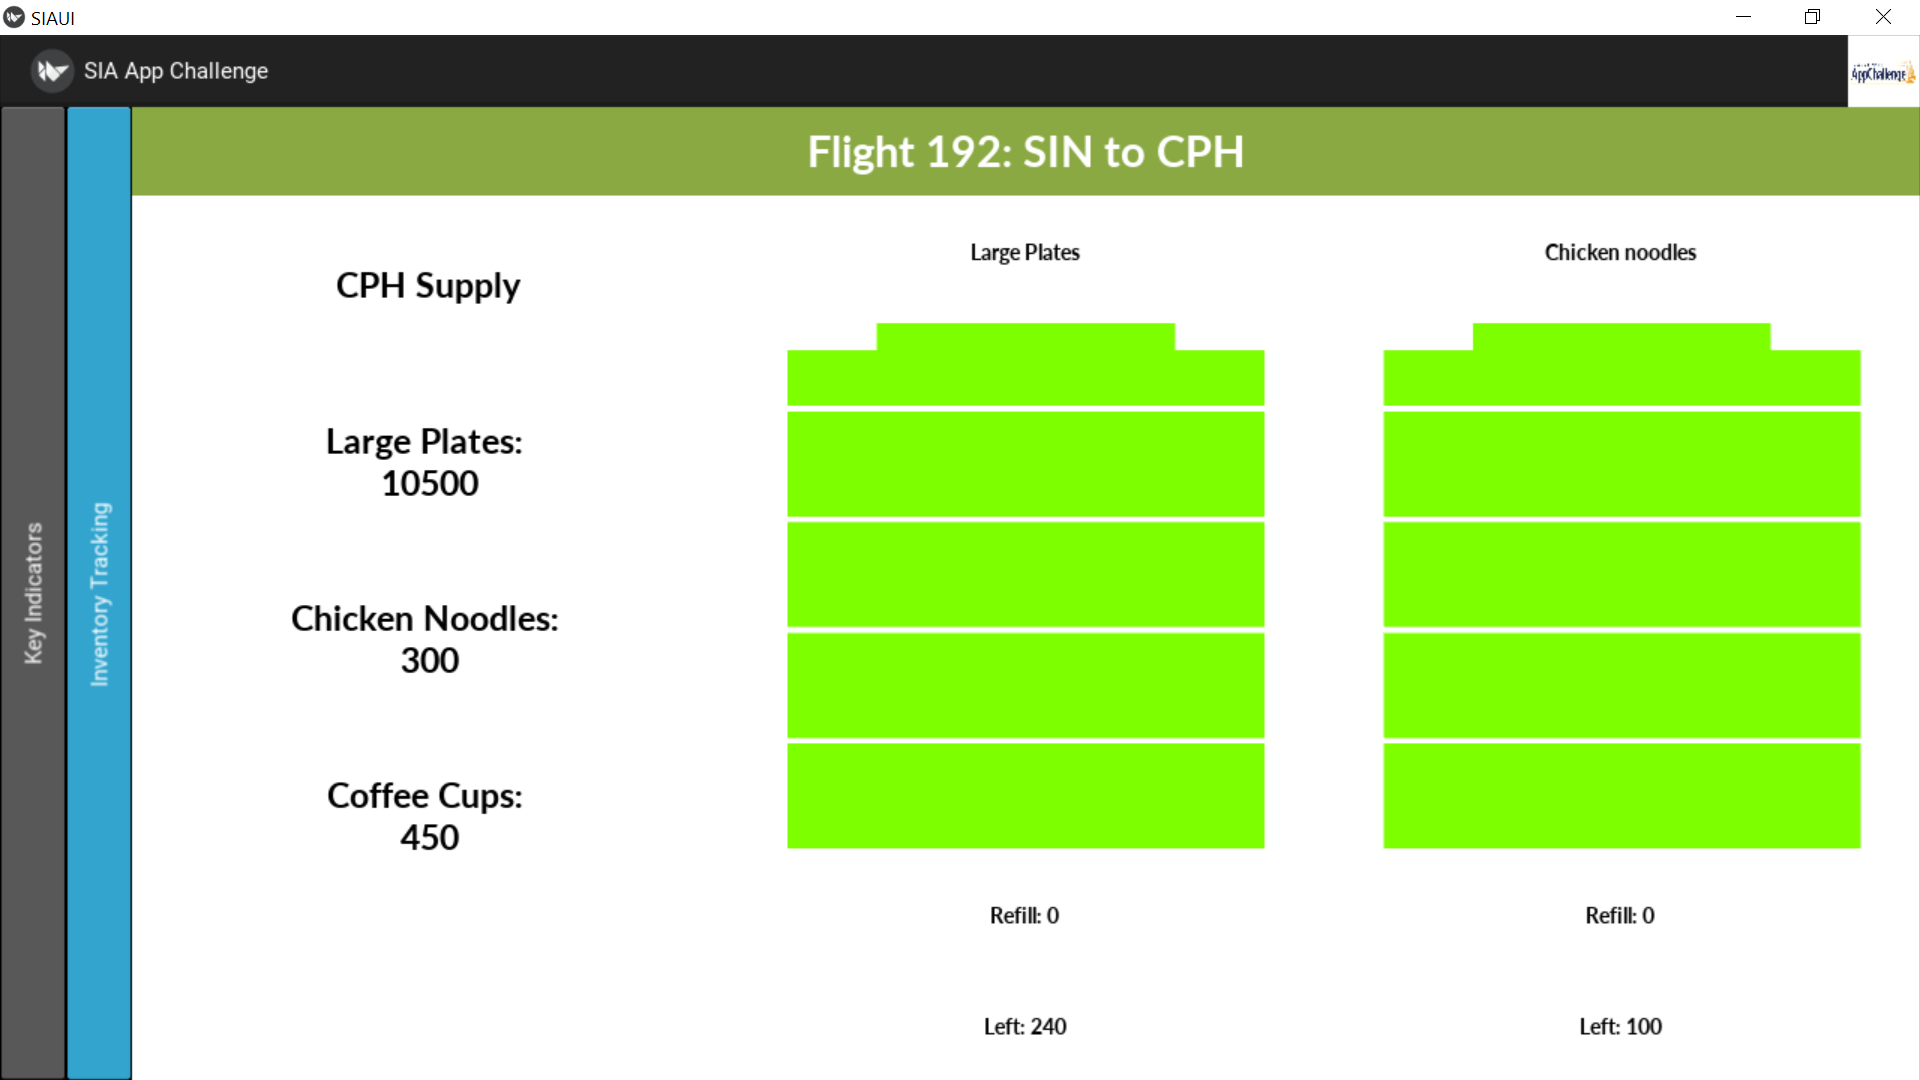 SIAUI
SIA App Challenge
AppChallenge
Key Indicators
Inventory Tracking
Flight 192: SIN to CPH
CPH Supply
Large Plates:
10500
Chicken Noodles:
300
Coffee Cups:
450
Large Plates
Refill: 0
Left: 240
Chicken noodles
Refill: 0
Left: 100